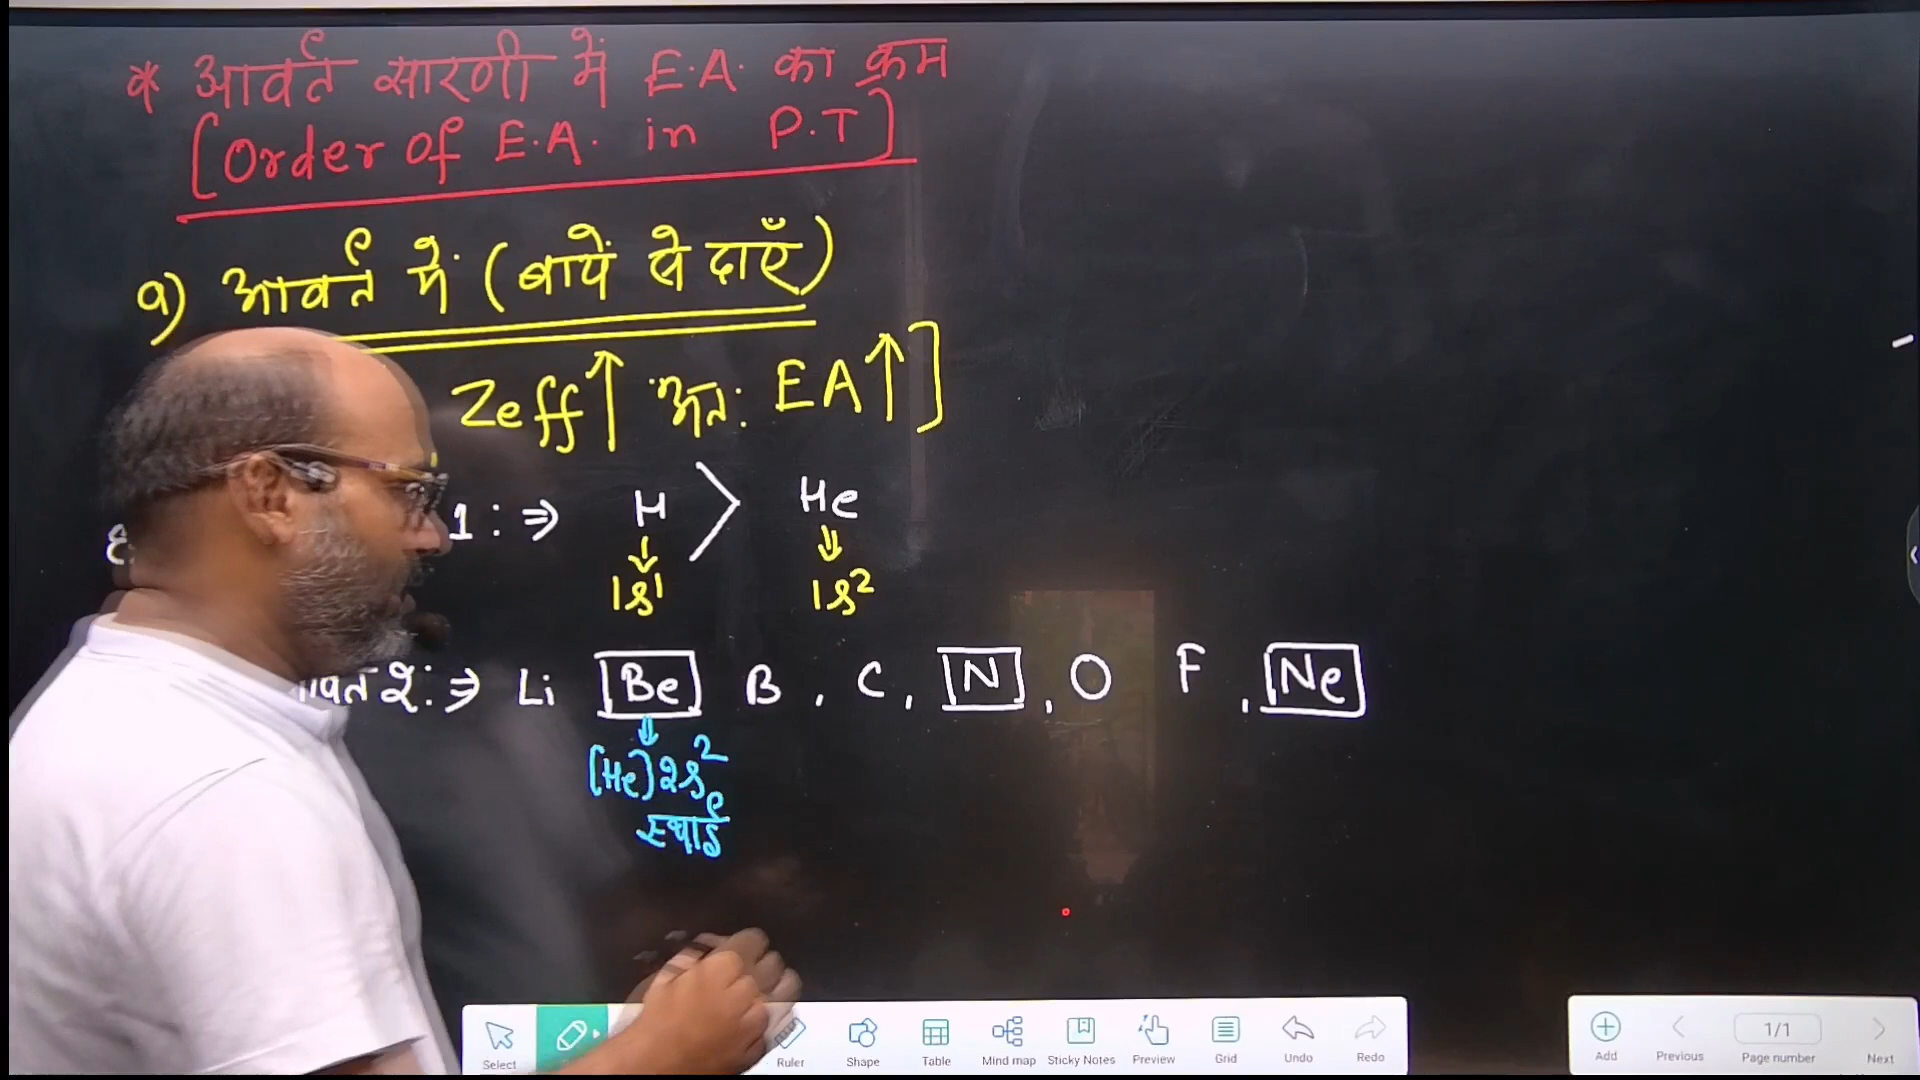 * आवर्त सारणी में E.A. का क्रम
[Order of E.A. in P.T]
a) आवर्त में (बायें से दाएँ)
Zeff↑ अतः EA↑]
1:⇒ H > He
↓ ⇓
1s¹ 1s²
2:⇒ Li [Be] B , C , [N] , O F , [Ne]
⇓
(He)2s²
स्थाई
Select
Ruler
Shape
Table
Mind map
Sticky Notes
Preview
Grid
Undo
Redo
Add
Previous
1/1
Page number
Next